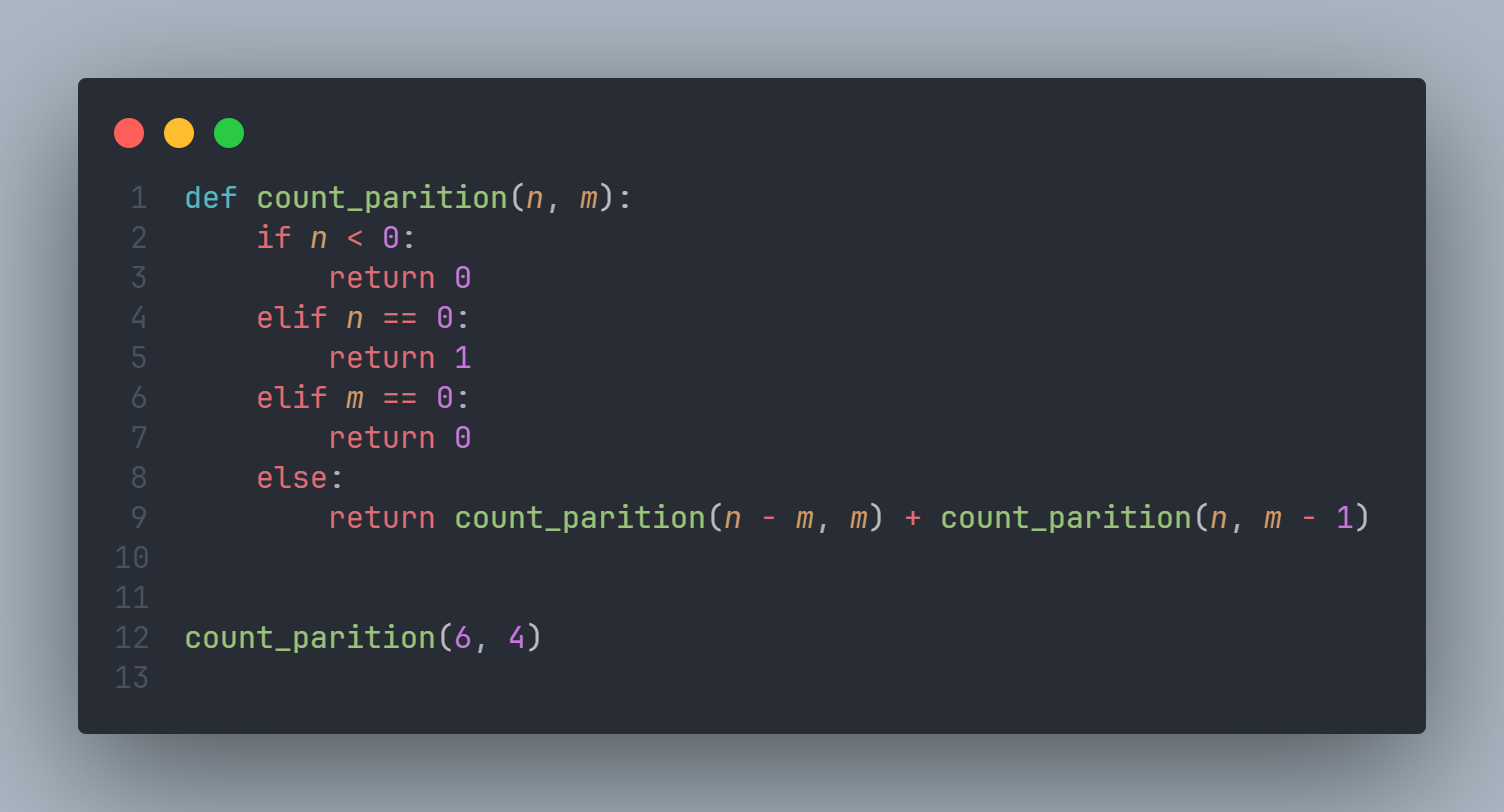 1 def count_parition(n, m):
2     if n < 0:
3         return 0
4     elif n == 0:
5         return 1
6     elif m == 0:
7         return 0
8     else:
9         return count_parition(n - m, m) + count_parition(n, m - 1)
10
11
12 count_parition(6, 4)
13